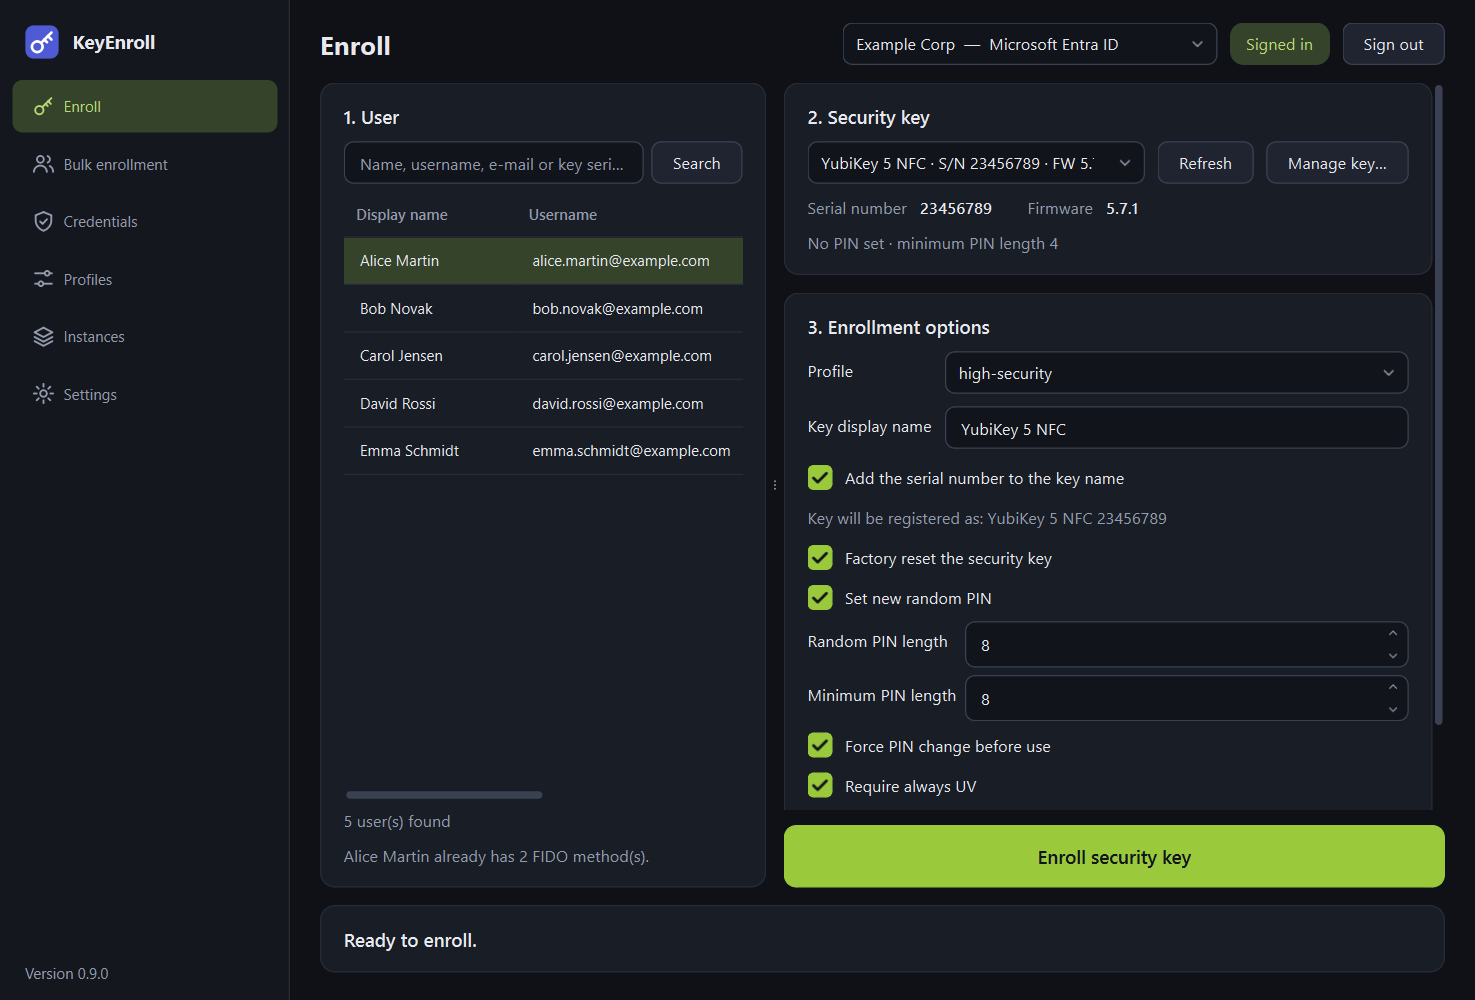 KeyEnroll
Enroll
Bulk enrollment
Credentials
Profiles
Instances
Settings
Version 0.9.0
Enroll
Example Corp — Microsoft Entra ID
Signed in
Sign out
1. User
Name, username, e-mail or key seri...
Search
Display name Username
Alice Martin alice.martin@example.com
Bob Novak bob.novak@example.com
Carol Jensen carol.jensen@example.com
David Rossi david.rossi@example.com
Emma Schmidt emma.schmidt@example.com
5 user(s) found
Alice Martin already has 2 FIDO method(s).
2. Security key
YubiKey 5 NFC · S/N 23456789 · FW 5.
Refresh
Manage key...
Serial number 23456789 Firmware 5.7.1
No PIN set · minimum PIN length 4
3. Enrollment options
Profile high-security
Key display name YubiKey 5 NFC
Add the serial number to the key name
Key will be registered as: YubiKey 5 NFC 23456789
Factory reset the security key
Set new random PIN
Random PIN length 8
Minimum PIN length 8
Force PIN change before use
Require always UV
Enroll security key
Ready to enroll.